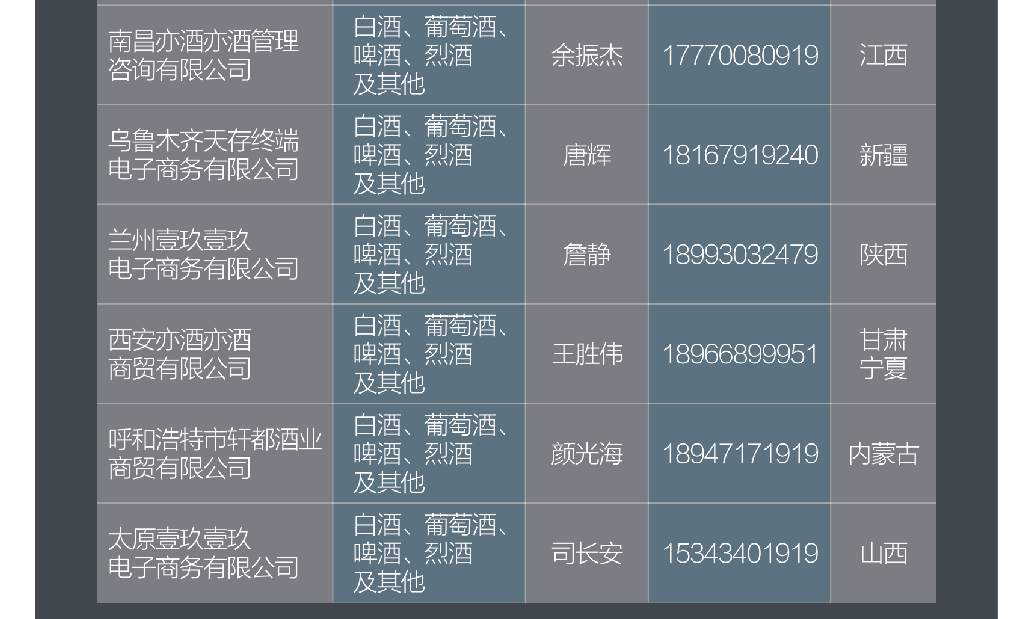 南昌亦酒亦酒管理
咨询有限公司
白酒、葡萄酒、
啤酒、烈酒
及其他
余振杰
17770080919
江西
乌鲁木齐天存终端
电子商务有限公司
白酒、葡萄酒、
啤酒、烈酒
及其他
唐辉
18167919240
新疆
兰州壹玖壹玖
电子商务有限公司
白酒、葡萄酒、
啤酒、烈酒
及其他
詹静
18993032479
陕西
西安亦酒亦酒
商贸有限公司
白酒、葡萄酒、
啤酒、烈酒
及其他
王胜伟
18966899951
甘肃
宁夏
呼和浩特市轩都酒业
商贸有限公司
白酒、葡萄酒、
啤酒、烈酒
及其他
颜光海
18947171919
内蒙古
太原壹玖壹玖
电子商务有限公司
白酒、葡萄酒、
啤酒、烈酒
及其他
司长安
15343401919
山西